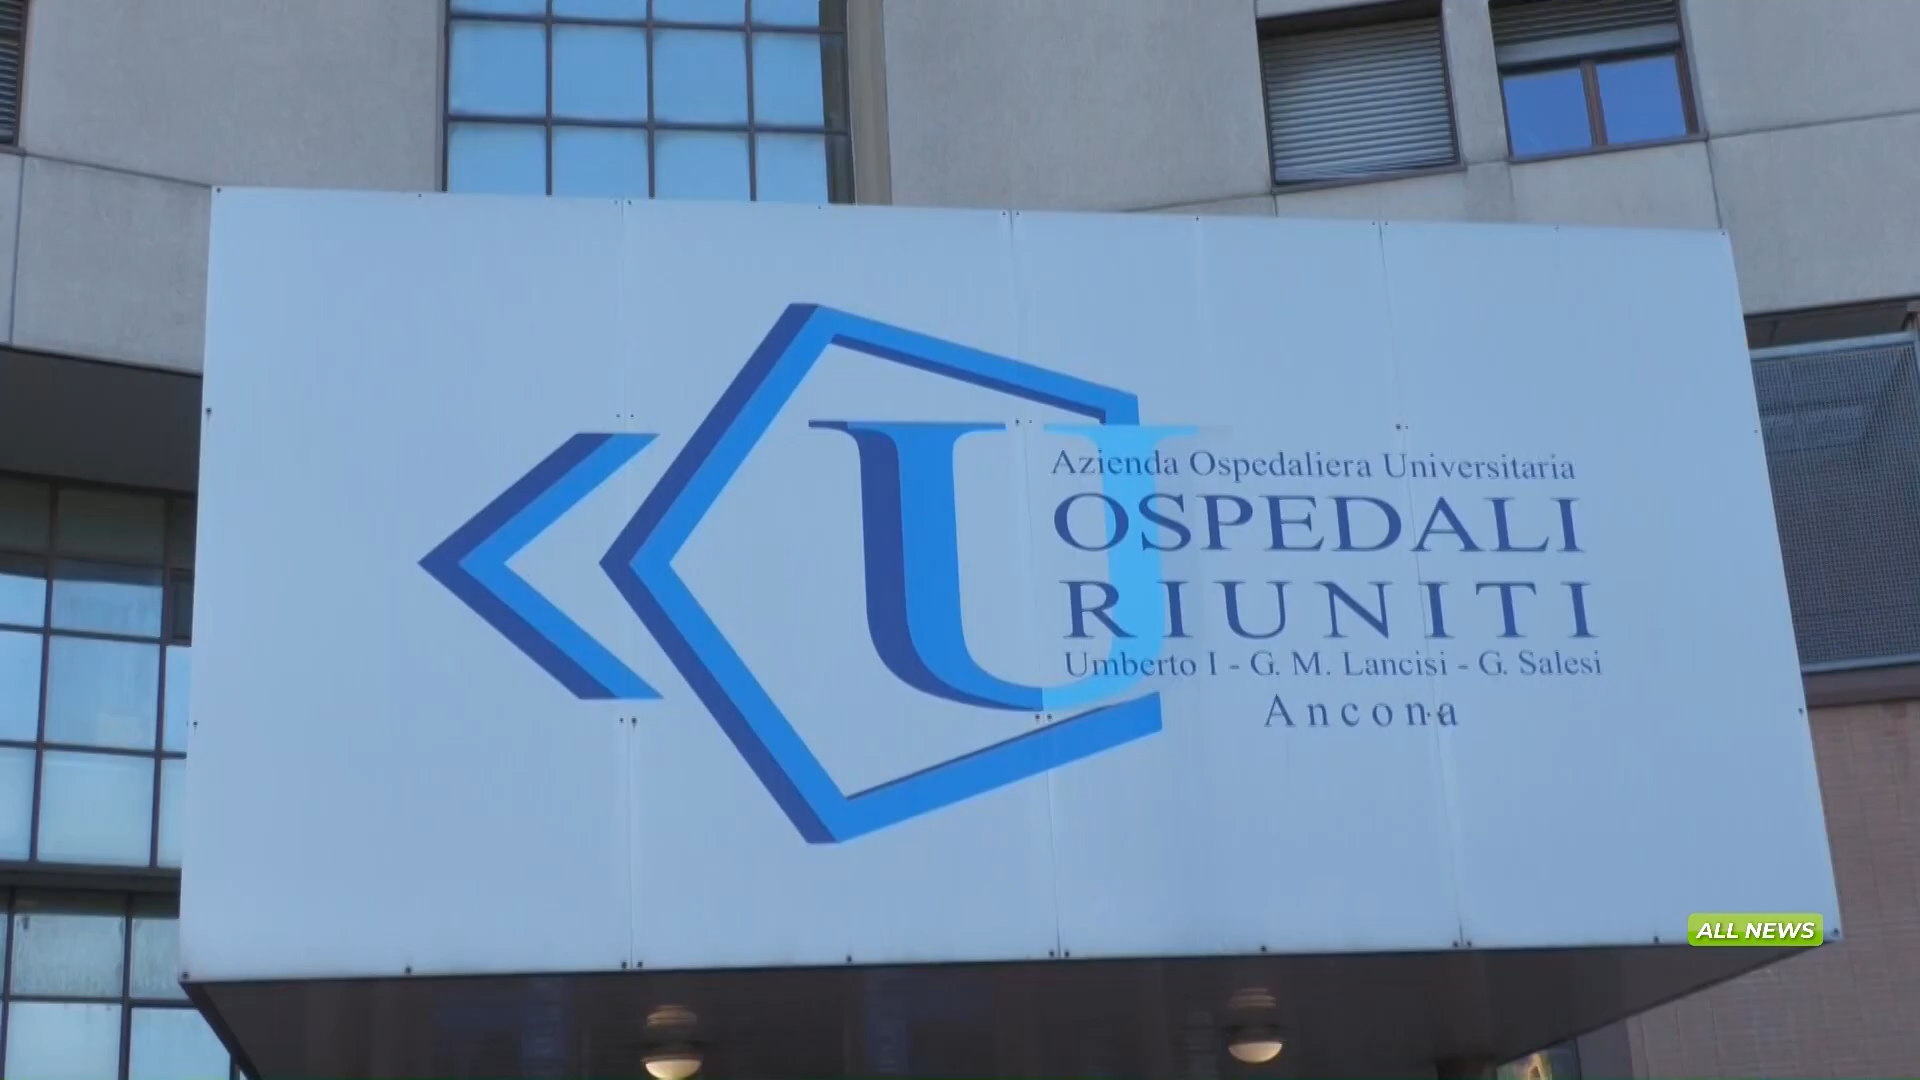 U
Azienda Ospedaliera Universitaria
OSPEDALI
RIUNITI
Umberto I - G. M. Lancisi - G. Salesi
Ancona
ALL NEWS